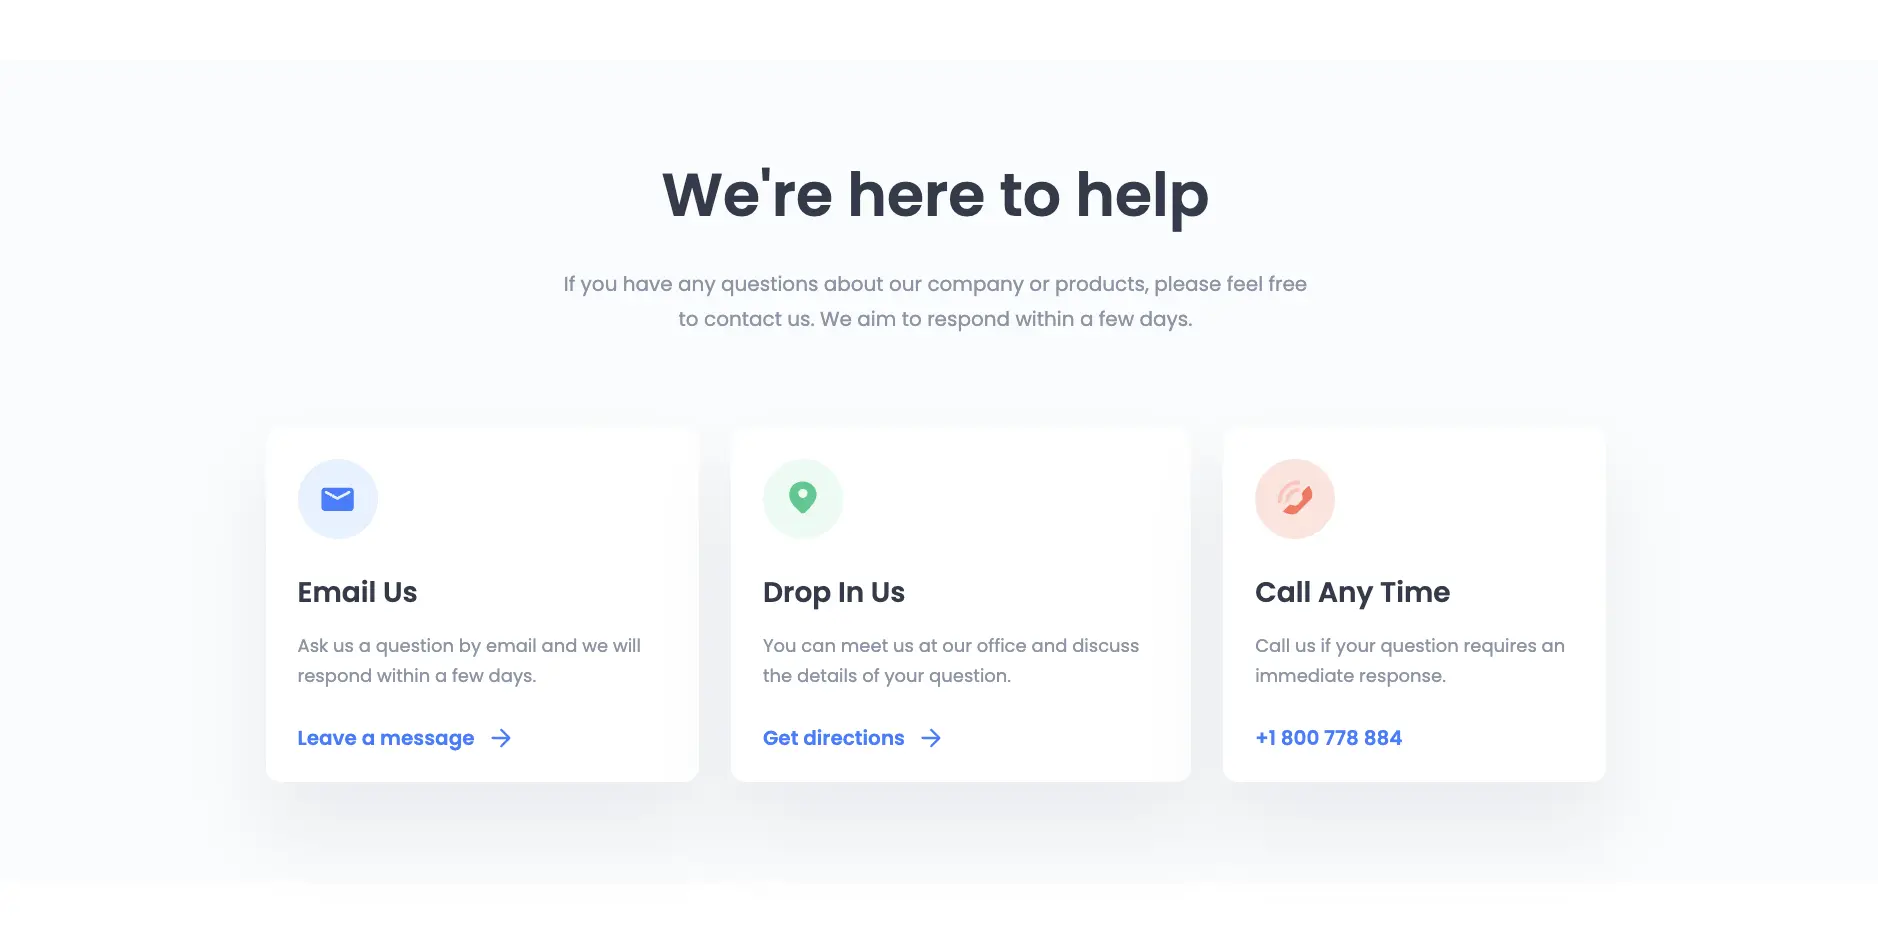 We're here to help
If you have any questions about our company or products, please feel free
to contact us. We aim to respond within a few days.
Email Us
Ask us a question by email and we will
respond within a few days.
Leave a message
Drop In Us
You can meet us at our office and discuss
the details of your question.
Get directions
Call Any Time
Call us if your question requires an
immediate response.
+1 800 778 884